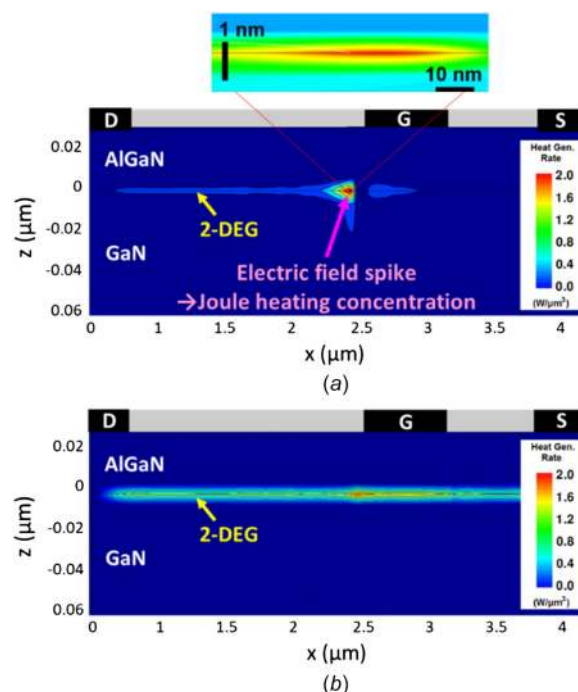 1 nm
10 nm
D G S
0.02
AlGaN
0
2-DEG
-0.02
GaN
-0.04
0.06
z (µm)
Electric field spike
→Joule heating concentration
Heat Gen.
Rate
2.0
1.6
1.2
0.8
0.4
0.0
(W/µm³)
0 1 1.5 2 2.5 3 3.5 4
x (µm)
(a)
D G S
0.02
AlGaN
0
2-DEG
-0.02
GaN
-0.04
0.06
z (µm)
Heat Gen.
Rate
2.0
1.6
1.2
0.8
0.4
0.0
(W/µm³)
0 1 1.5 2 2.5 3 3.5 4
x (µm)
(b)